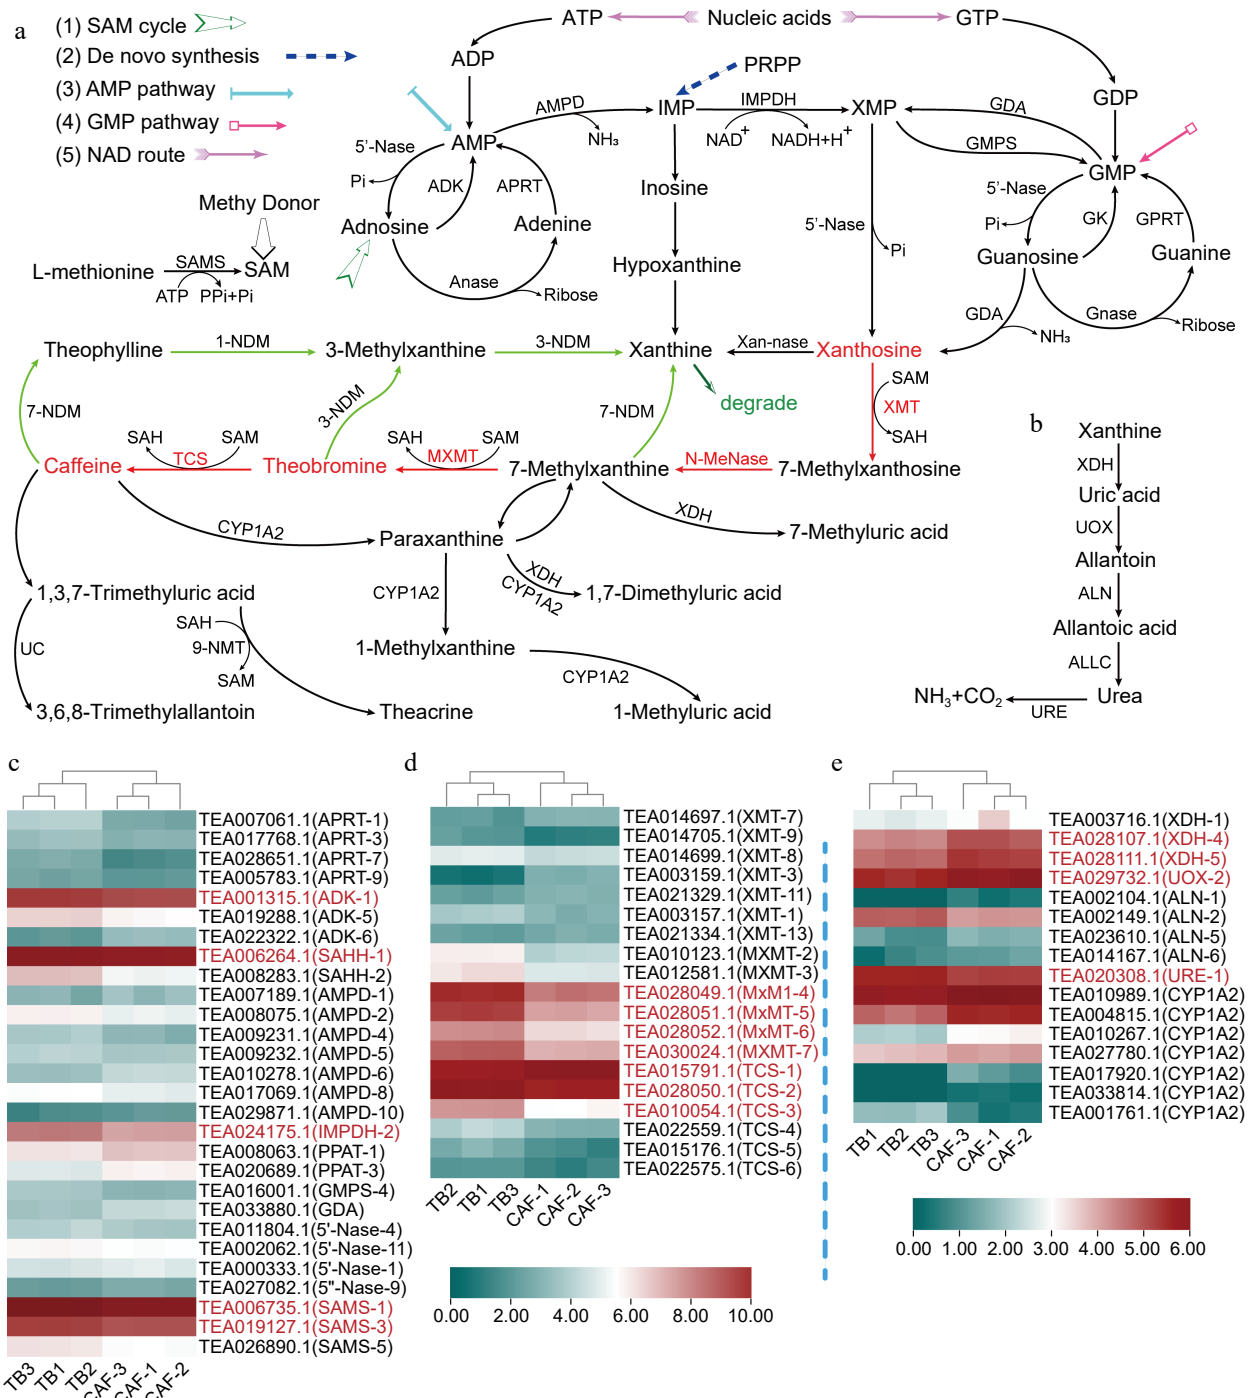 a
(1) SAM cycle
(2) De novo synthesis
(3) AMP pathway
(4) GMP pathway
(5) NAD route
ATP
Nucleic acids
GTP
ADP
PRPP
GDP
AMP
AMPD
NH₃
IMP
IMPDH
NAD⁺
NADH+H⁺
XMP
GDA
GMPS
GMP
5'-Nase
Pi
ADK
APRT
Adnosine
Adenine
Anase
Ribose
Inosine
Hypoxanthine
5'-Nase
Pi
5'-Nase
Pi
GK
GPRT
Guanosine
Guanine
Gnase
Ribose
GDA
NH₃
Methy Donor
L-methionine
SAMS
SAM
ATP
PPi+Pi
Theophylline
1-NDM
3-Methylxanthine
3-NDM
Xanthine
Xan-nase
Xanthosine
degrade
7-NDM
3-NDM
7-NDM
SAM
XMT
SAH
Caffeine
SAH
SAM
TCS
Theobromine
SAH
SAM
MXMT
7-Methylxanthine
N-MeNase
7-Methylxanthosine
CYP1A2
Paraxanthine
XDH
7-Methyluric acid
1,3,7-Trimethyluric acid
CYP1A2
XDH
CYP1A2
1,7-Dimethyluric acid
SAH
9-NMT
SAM
UC
1-Methylxanthine
CYP1A2
3,6,8-Trimethylallantoin
Theacrine
1-Methyluric acid
b
Xanthine
XDH
Uric acid
UOX
Allantoin
ALN
Allantoic acid
ALLC
Urea
URE
NH₃+CO₂
c
TEA007061.1(APRT-1)
TEA017768.1(APRT-3)
TEA028651.1(APRT-7)
TEA005783.1(APRT-9)
TEA001315.1(ADK-1)
TEA019288.1(ADK-5)
TEA022322.1(ADK-6)
TEA006264.1(SAHH-1)
TEA008283.1(SAHH-2)
TEA007189.1(AMPD-1)
TEA008075.1(AMPD-2)
TEA009231.1(AMPD-4)
TEA009232.1(AMPD-5)
TEA010278.1(AMPD-6)
TEA017069.1(AMPD-8)
TEA029871.1(AMPD-10)
TEA024175.1(IMPDH-2)
TEA008063.1(PPAT-1)
TEA020689.1(PPAT-3)
TEA016001.1(GMPS-4)
TEA033880.1(GDA)
TEA011804.1(5'-Nase-4)
TEA002062.1(5'-Nase-11)
TEA000333.1(5'-Nase-1)
TEA027082.1(5"-Nase-9)
TEA006735.1(SAMS-1)
TEA019127.1(SAMS-3)
TEA026890.1(SAMS-5)
TB3
TB1
TB2
CAF-3
CAF-1
CAF-2
d
TEA014697.1(XMT-7)
TEA014705.1(XMT-9)
TEA014699.1(XMT-8)
TEA003159.1(XMT-3)
TEA021329.1(XMT-11)
TEA003157.1(XMT-1)
TEA021334.1(XMT-13)
TEA010123.1(MXMT-2)
TEA012581.1(MXMT-3)
TEA028049.1(MxM1-4)
TEA028051.1(MxMT-5)
TEA028052.1(MxMT-6)
TEA030024.1(MXMT-7)
TEA015791.1(TCS-1)
TEA028050.1(TCS-2)
TEA010054.1(TCS-3)
TEA022559.1(TCS-4)
TEA015176.1(TCS-5)
TEA022575.1(TCS-6)
TB2
TB1
TB3
CAF-1
CAF-2
CAF-3
0.00 2.00 4.00 6.00 8.00 10.00
e
TEA003716.1(XDH-1)
TEA028107.1(XDH-4)
TEA028111.1(XDH-5)
TEA029732.1(UOX-2)
TEA002104.1(ALN-1)
TEA002149.1(ALN-2)
TEA023610.1(ALN-5)
TEA014167.1(ALN-6)
TEA020308.1(URE-1)
TEA010989.1(CYP1A2)
TEA004815.1(CYP1A2)
TEA010267.1(CYP1A2)
TEA027780.1(CYP1A2)
TEA017920.1(CYP1A2)
TEA033814.1(CYP1A2)
TEA001761.1(CYP1A2)
TB1
TB2
TB3
CAF-3
CAF-1
CAF-2
0.00 1.00 2.00 3.00 4.00 5.00 6.00